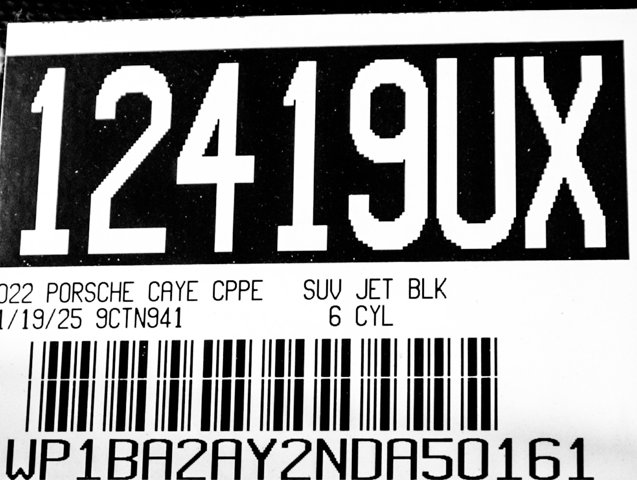 12419UX
022 PORSCHE CAYE CPPE SUV JET BLK
1/19/25 9CTN941 6 CYL
WP1BA2AY2NDA50161